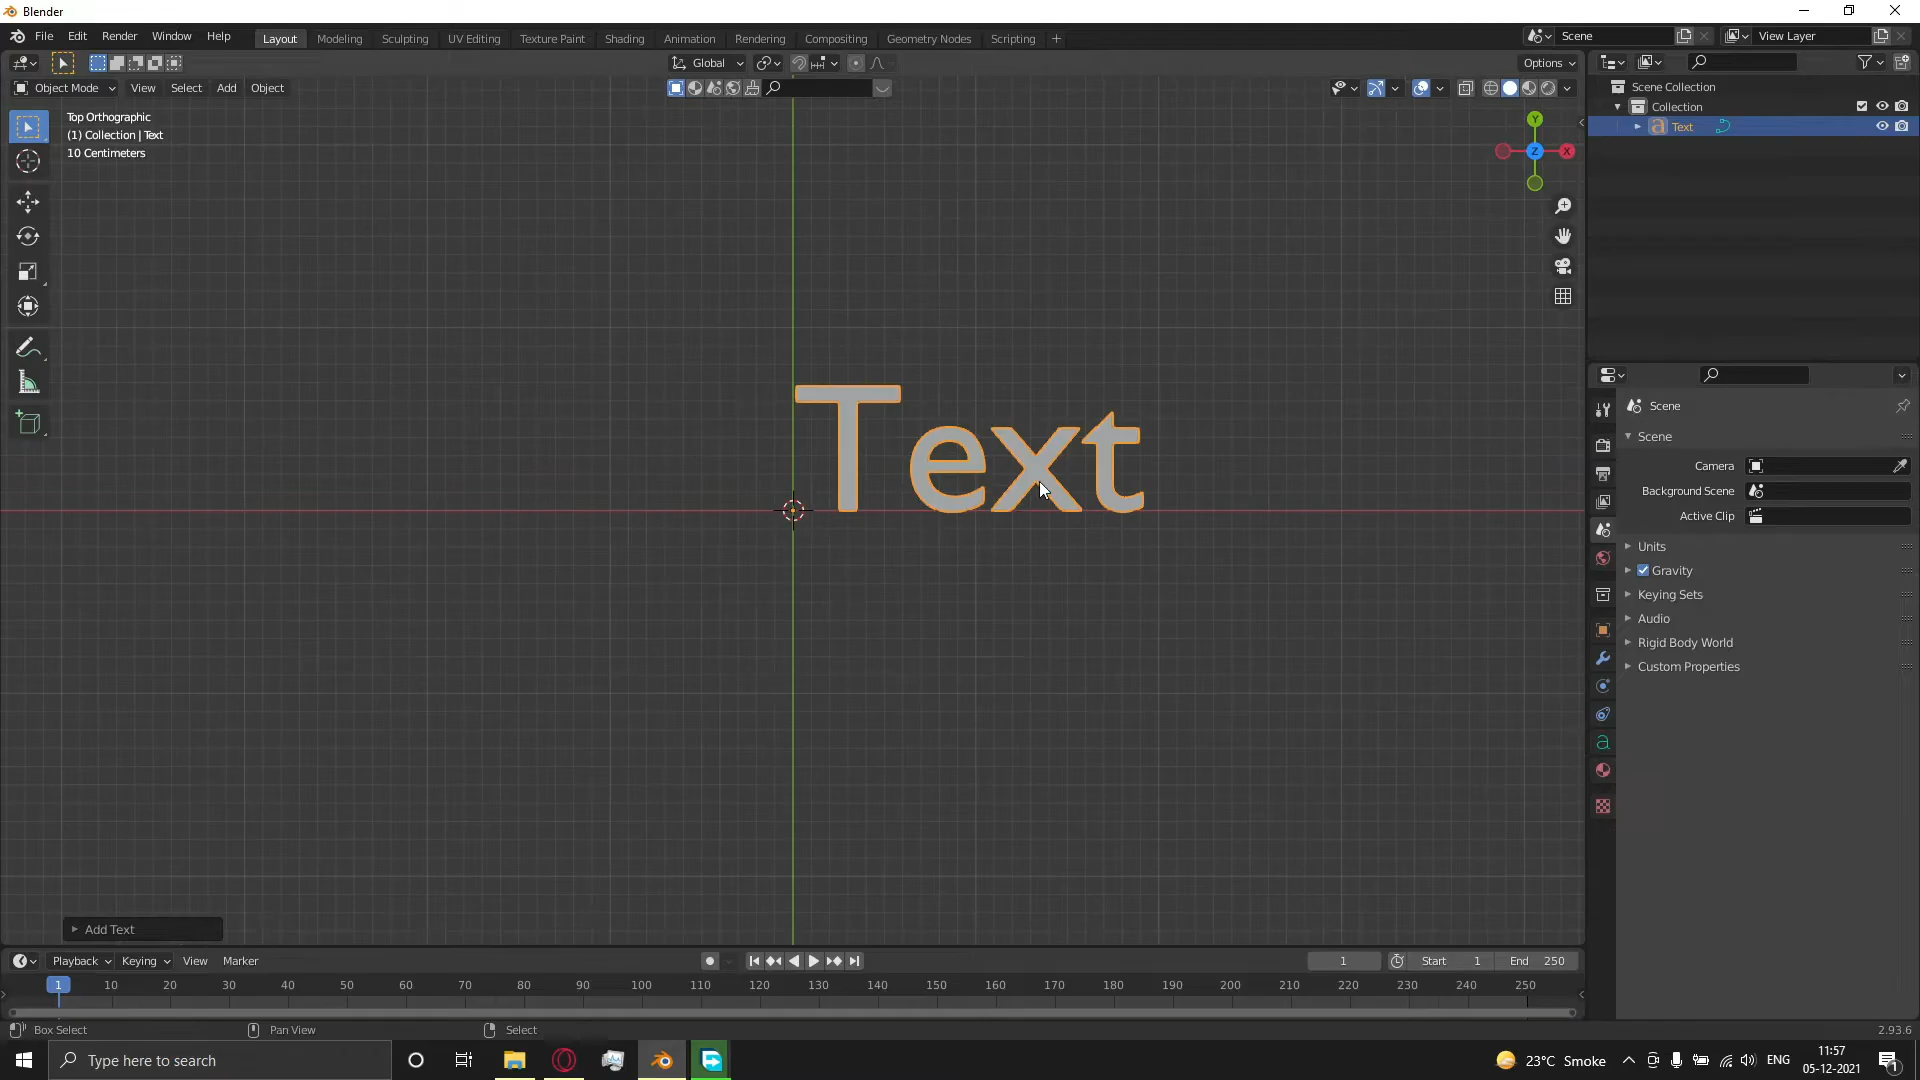 Blender
File Edit Render Window Help Layout Modeling Sculpting UV Editing Texture Paint Shading Animation Rendering Compositing Geometry Nodes Scripting + Scene View Layer
Global Options
Object Mode View Select Add Object
Top Orthographic
(1) Collection | Text
10 Centimeters
Y
Z X
Scene Collection
Collection
Text
Text
Scene
Scene
Camera
Background Scene
Active Clip
Units
Gravity
Keying Sets
Audio
Rigid Body World
Custom Properties
Add Text
Playback Keying View Marker 1 Start 1 End 250
1 10 20 30 40 50 60 70 80 90 100 110 120 130 140 150 160 170 180 190 200 210 220 230 240 250
Box Select Pan View Select 2.93.6
Type here to search 23°C Smoke ENG 11:57
05-12-2021
1